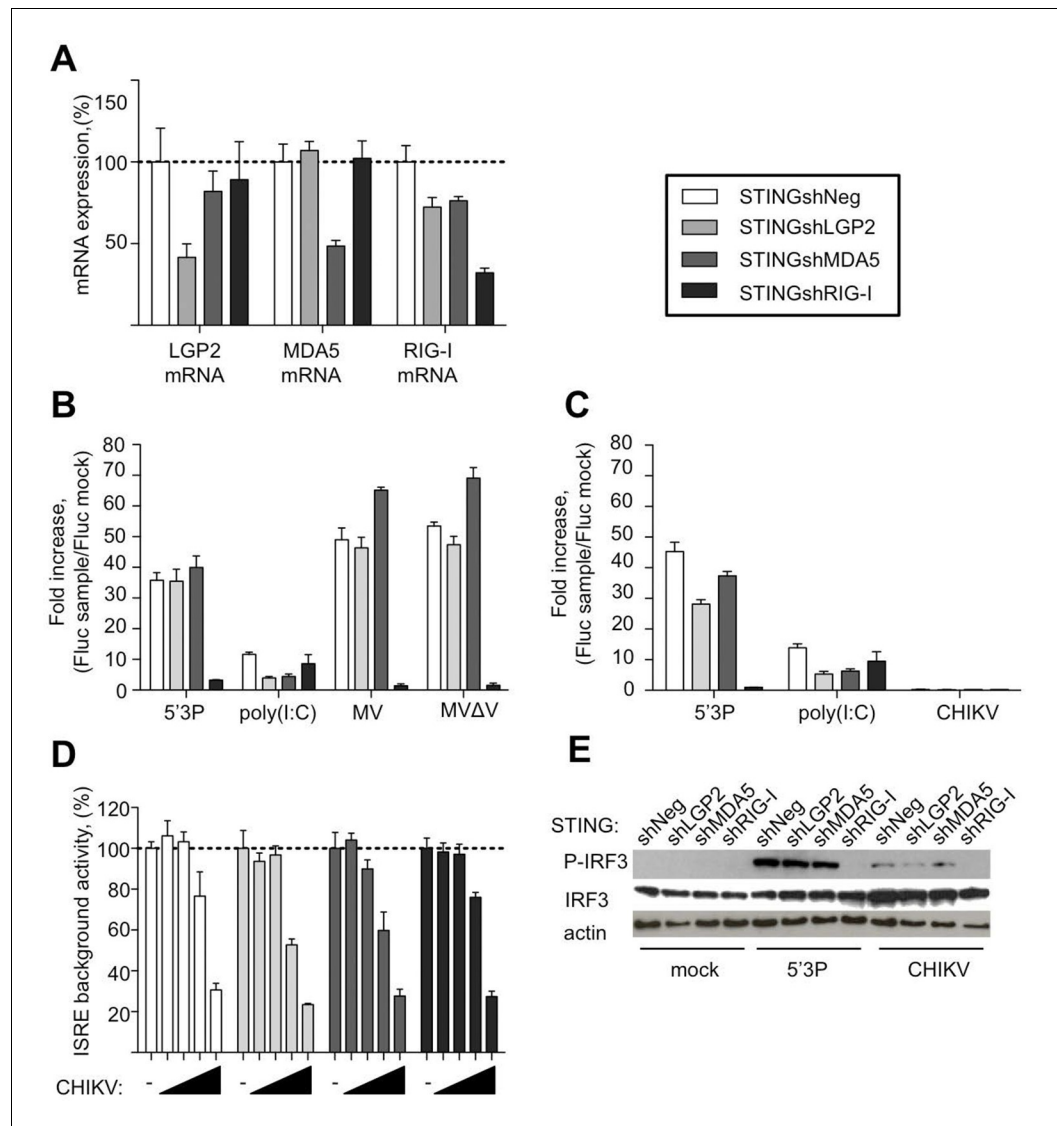 A
mRNA expression,(%)
150
100
50
LGP2 mRNA
MDA5 mRNA
RIG-I mRNA
STINGshNeg
STINGshLGP2
STINGshMDA5
STINGshRIG-I
B
Fold increase,
(Fluc sample/Fluc mock)
80
70
60
50
40
30
20
10
0
5'3P poly(I:C) MV MVΔV
C
Fold increase,
(Fluc sample/Fluc mock)
80
70
60
50
40
30
20
10
0
5'3P poly(I:C) CHIKV
D
ISRE background activity, (%)
120
100
80
60
40
20
CHIKV: - - - -
E
STING: shNeg shLGP2 shMDA5 shRIG-I shNeg shLGP2 shMDA5 shRIG-I shNeg shLGP2 shMDA5 shRIG-I
P-IRF3
IRF3
actin
mock 5'3P CHIKV